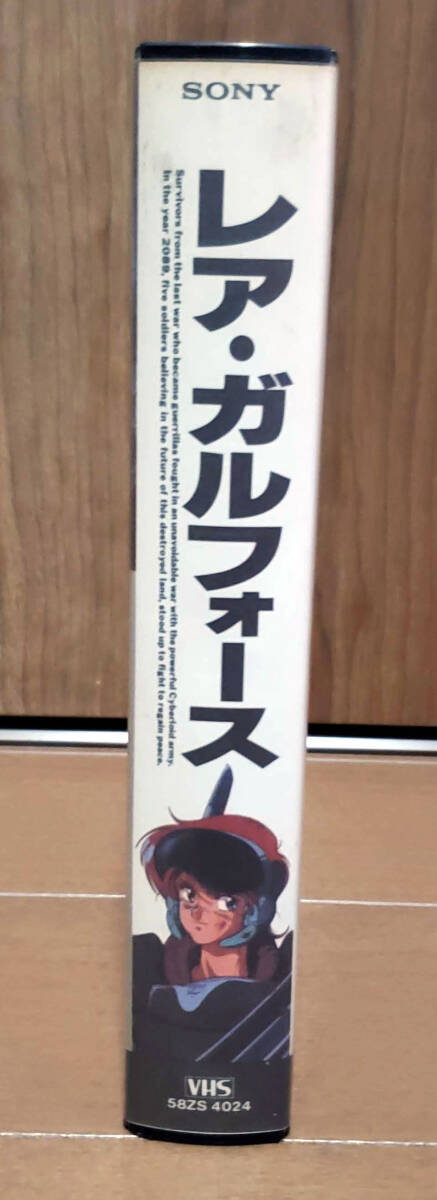 SONY
レア・ガルフォース
Survivors from the last war who became guerrillas fought in an unavoidable war with the powerful Cyberloid army.
In the year 2089, five soldiers believing in the future of this destroyed land, stood up to fight to regain peace.
VHS
58ZS 4024